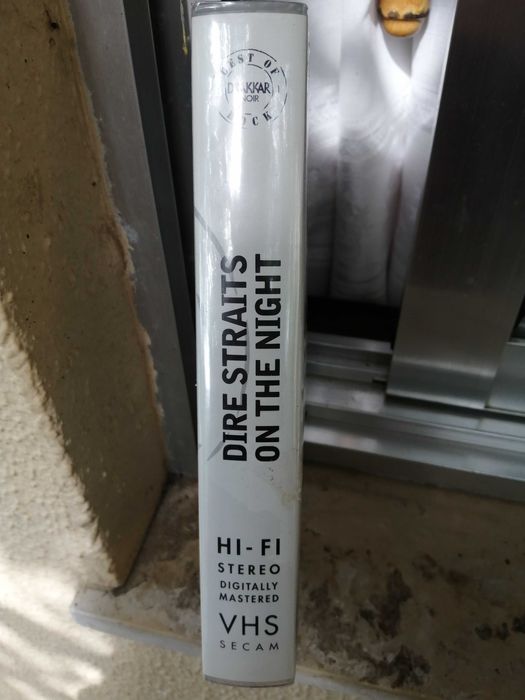 BEST OF
DRAKKAR
NOIR
ROCK
DIRE STRAITS
ON THE NIGHT
HI-FI
STEREO
DIGITALLY
MASTERED
VHS
SECAM